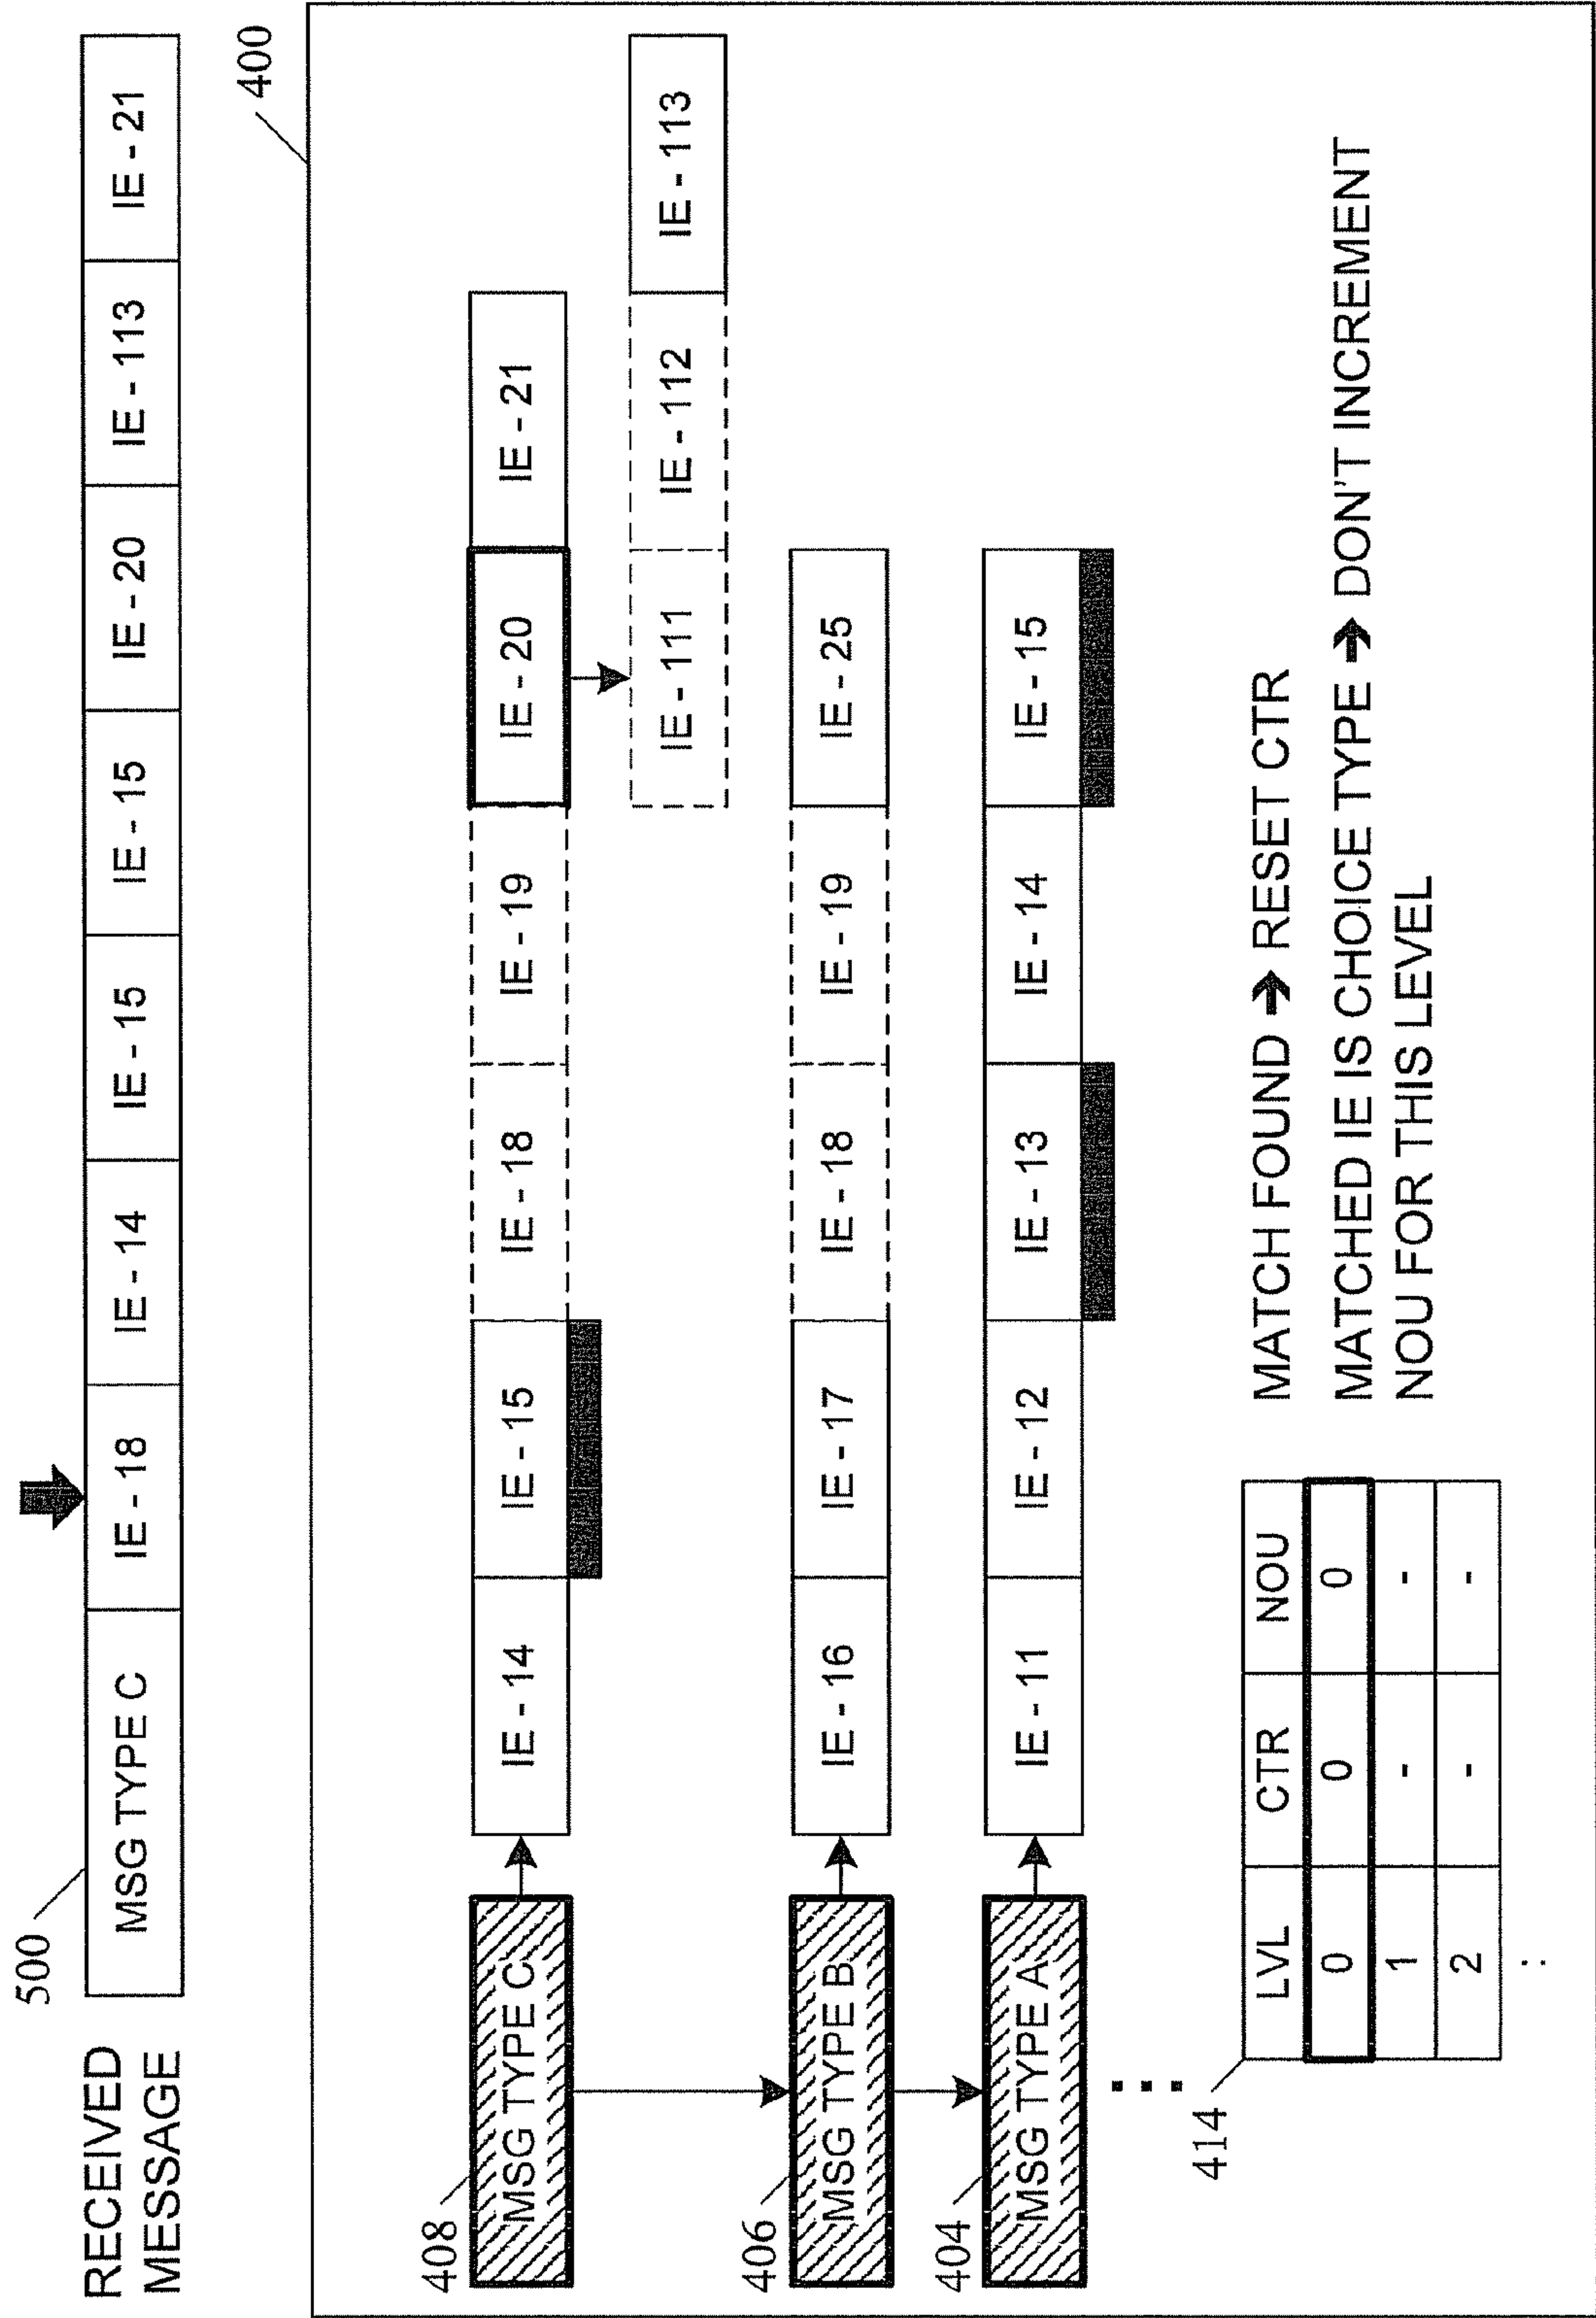 RECEIVED
MESSAGE
500
MSG TYPE C
IE - 18
IE - 14
IE - 15
IE - 15
IE - 20
IE - 113
IE - 21
400
408
MSG TYPE C
IE - 14
IE - 15
IE - 18
IE - 19
IE - 20
IE - 21
IE - 111
IE - 112
IE - 113
406
MSG TYPE B
IE - 16
IE - 17
IE - 18
IE - 19
IE - 25
404
MSG TYPE A
IE - 11
IE - 12
IE - 13
IE - 14
IE - 15
414
LVL CTR NOU
0 0 0
1 - -
2 - -
:
MATCH FOUND ➔ RESET CTR
MATCHED IE IS CHOICE TYPE ➔ DON'T INCREMENT
NOU FOR THIS LEVEL